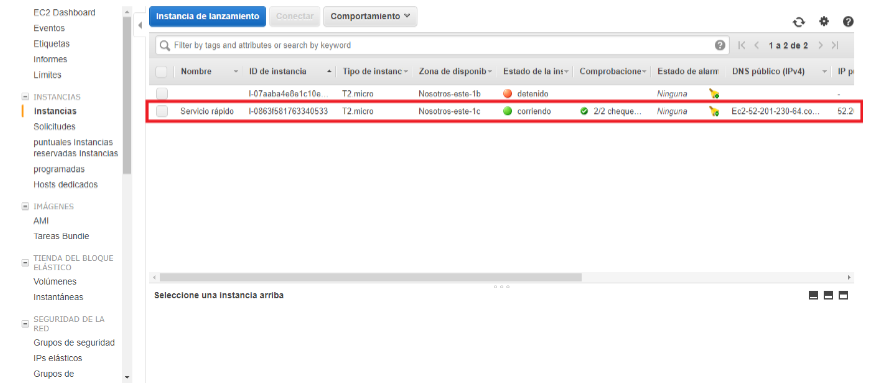 EC2 Dashboard
Eventos
Etiquetas
Informes
Límites
INSTANCIAS
Instancias
Solicitudes
puntuales Instancias
reservadas Instancias
programadas
Hosts dedicados
IMÁGENES
AMI
Tareas Bundle
TIENDA DEL BLOQUE
ELÁSTICO
Volúmenes
Instantáneas
SEGURIDAD DE LA
RED
Grupos de seguridad
IPs elásticos
Grupos de
Instancia de lanzamiento Conectar Comportamiento
Filter by tags and attributes or search by keyword 1 a 2 de 2
Nombre ID de instancia Tipo de instanc Zona de disponib Estado de la ins Comprobacione Estado de alarm DNS público (IPv4) IP p
I-07aaba4e8a1c10e... T2.micro Nosotros-este-1b detenido Ninguna -
Servicio rápido I-0863f581763340533 T2.micro Nosotros-este-1c corriendo 2/2 cheque... Ninguna Ec2-52-201-230-64.co... 52.2
Seleccione una instancia arriba